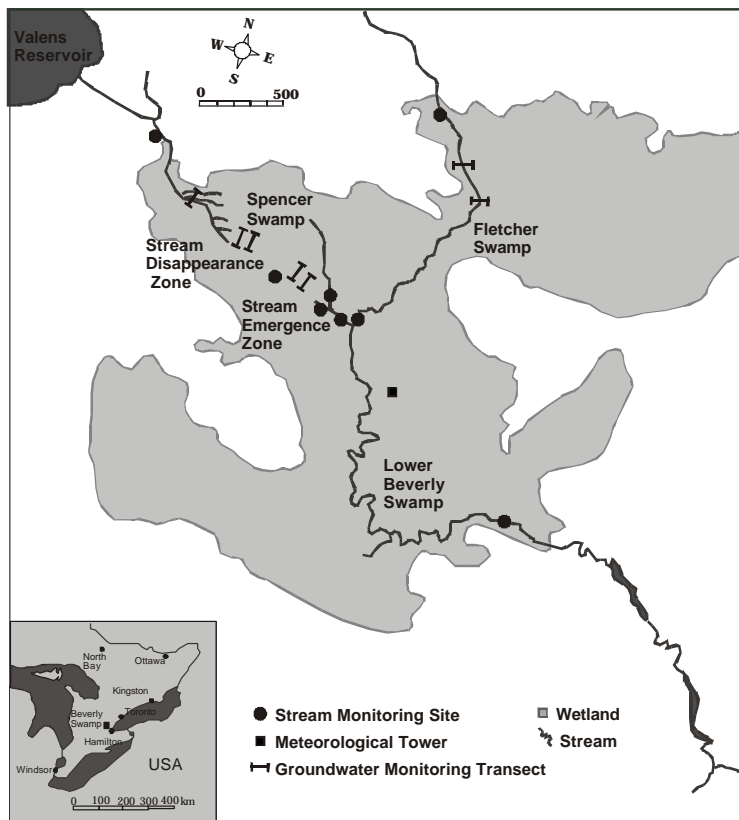 Valens
Reservoir
N
W
E
S
0 500
Spencer
Swamp
Fletcher
Swamp
Stream
Disappearance
Zone
Stream
Emergence
Zone
Lower
Beverly
Swamp
North
Bay
Ottawa
Kingston
Beverly
Swamp
Toronto
Hamilton
USA
Windsor
0 100 200 300 400 km
Stream Monitoring Site
Meteorological Tower
Groundwater Monitoring Transect
Wetland
Stream